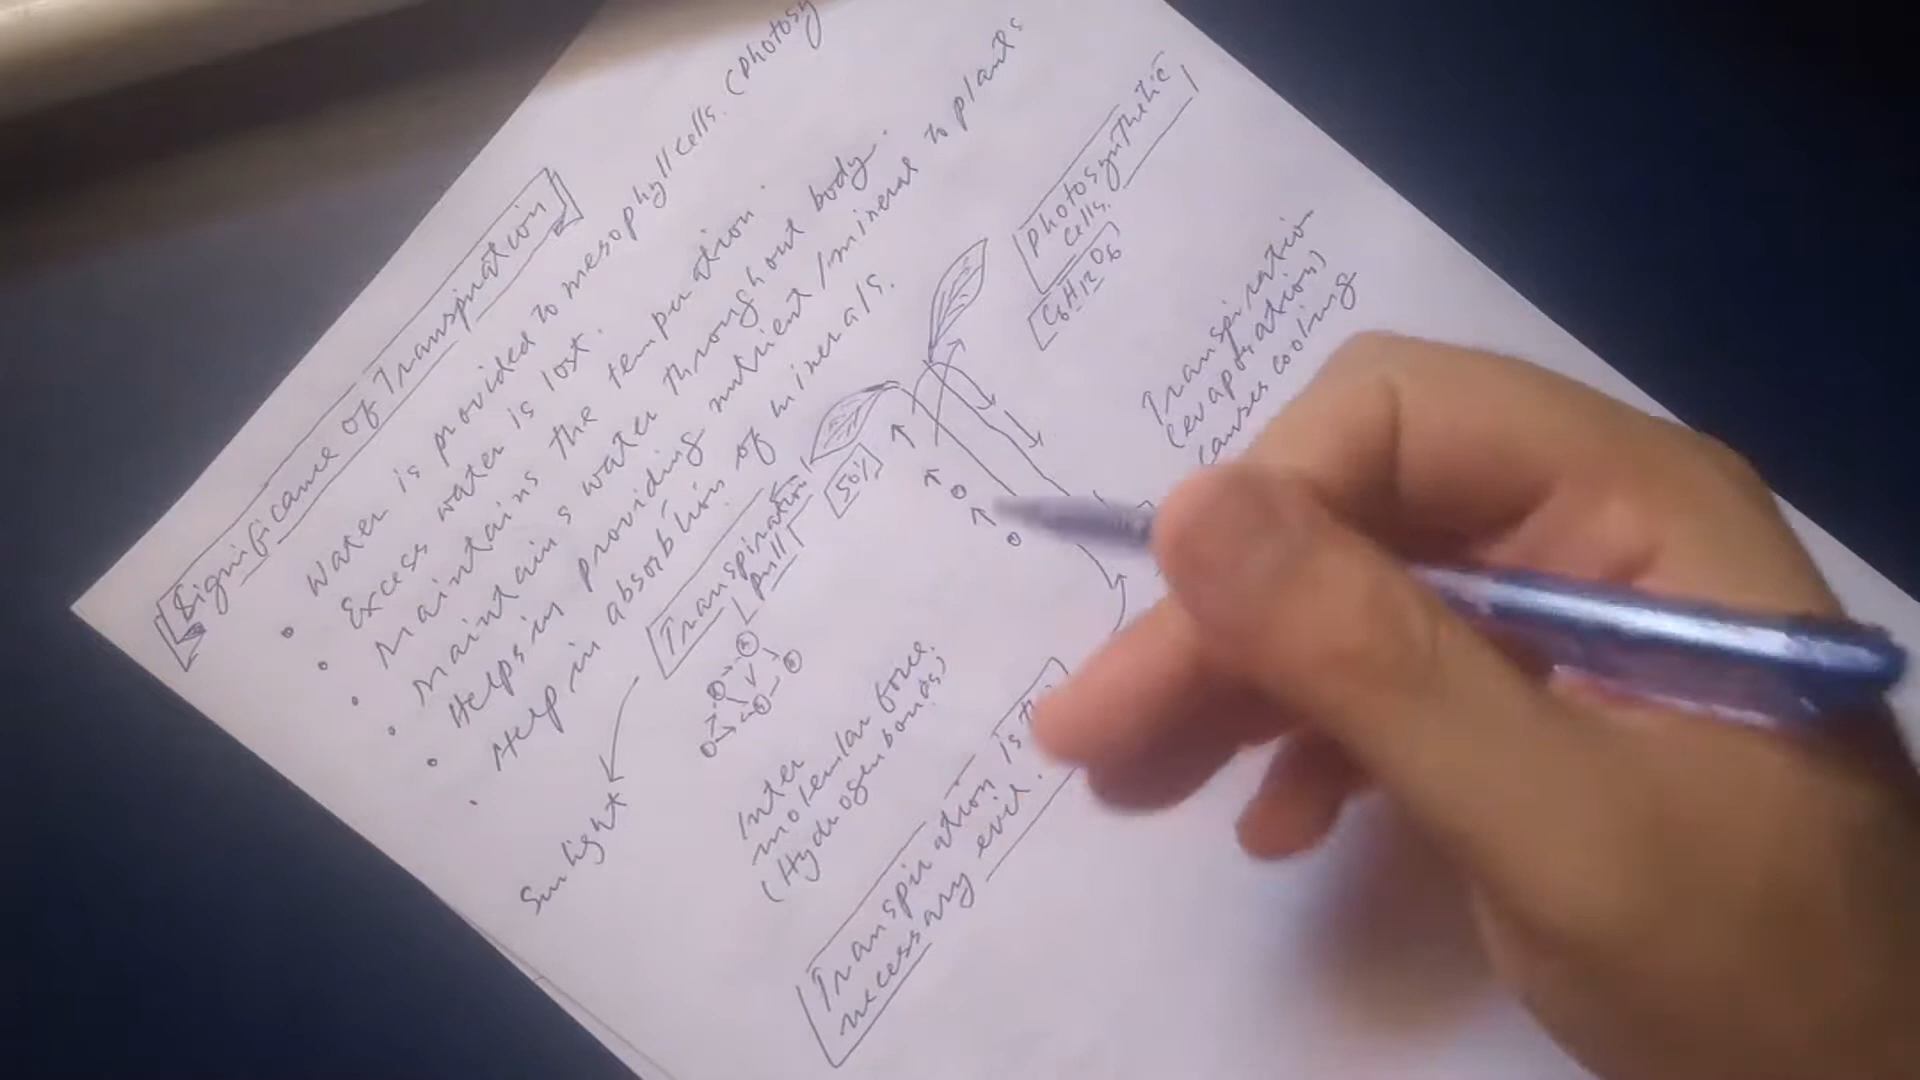 Significance of Transpiration
• Water is provided to mesophyll cells. (Photosy
• Excess water is lost.
• Maintains the temperation.
• Maintains water throughout body.
• Helps in providing nutrient/mineral to plants
• Help in absorbtion of minerals.
Transpiration
Pull
50%
Photosynthetic
Cells.
C6H12O6
Transpiration
(evaporation)
causes cooling
Sunlight
Inter
molecular force.
(Hydrogen bonds)
Transpiration is
necessary evil.